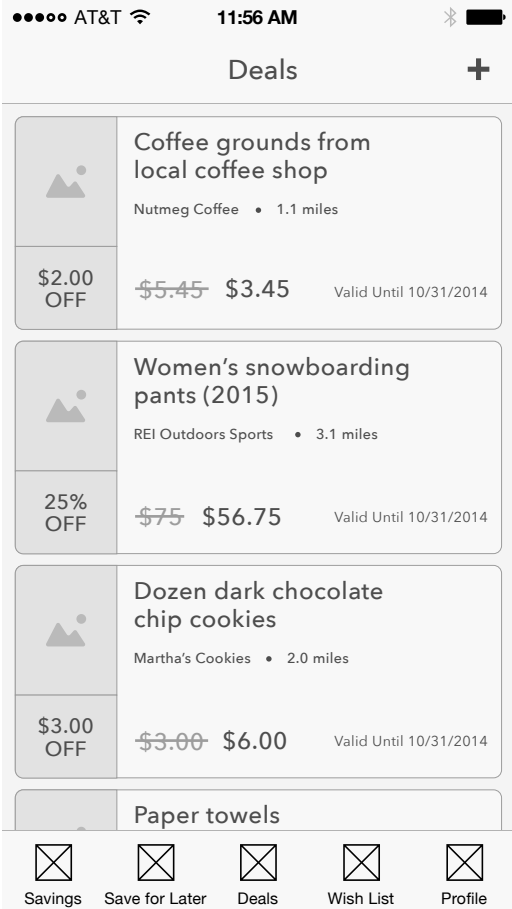 AT&T 11:56 AM
Deals +
Coffee grounds from
local coffee shop
Nutmeg Coffee • 1.1 miles
$2.00
OFF
$5.45 $3.45 Valid Until 10/31/2014
Women’s snowboarding
pants (2015)
REI Outdoors Sports • 3.1 miles
25%
OFF
$75 $56.75 Valid Until 10/31/2014
Dozen dark chocolate
chip cookies
Martha’s Cookies • 2.0 miles
$3.00
OFF
$3.00 $6.00 Valid Until 10/31/2014
Paper towels
Savings Save for Later Deals Wish List Profile